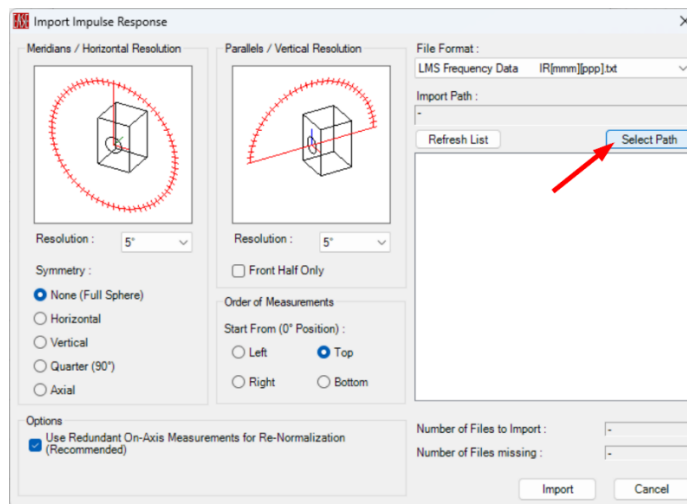 EASE Import Impulse Response
Meridians / Horizontal Resolution
Resolution :
5°
Symmetry :
None (Full Sphere)
Horizontal
Vertical
Quarter (90°)
Axial
Parallels / Vertical Resolution
Resolution :
5°
Front Half Only
Order of Measurements
Start From (0° Position) :
Left
Top
Right
Bottom
File Format :
LMS Frequency Data IR[mmm][ppp].txt
Import Path :
-
Refresh List
Select Path
Options
Use Redundant On-Axis Measurements for Re-Normalization
(Recommended)
Number of Files to Import :
-
Number of Files missing :
-
Import
Cancel